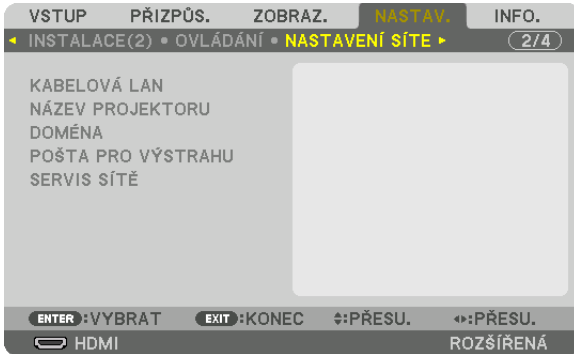 VSTUP PŘIZPŮS. ZOBRAZ. NASTAV. INFO.
INSTALACE(2) • OVLÁDÁNÍ • NASTAVENÍ SÍTE 2/4
KABELOVÁ LAN
NÁZEV PROJEKTORU
DOMÉNA
POŠTA PRO VÝSTRAHU
SERVIS SÍTĚ
ENTER :VYBRAT EXIT :KONEC :PŘESU. :PŘESU.
HDMI ROZŠÍŘENÁ